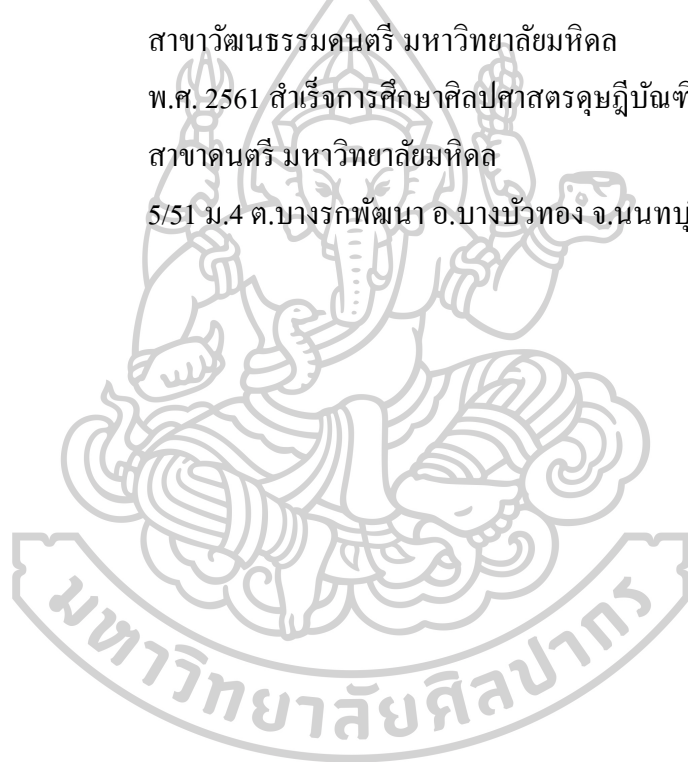 สาขาวัฒนธรรมดนตรี มหาวิทยาลัยมหิดล
พ.ศ. 2561 สำเร็จการศึกษาศิลปศาสตรดุษฎีบัณฑิ
สาขาดนตรี มหาวิทยาลัยมหิดล
5/51 ม.4 ต.บางรกพัฒนา อ.บางบัวทอง จ.นนทบุ
มหาวิทยาลัยศิลปากร